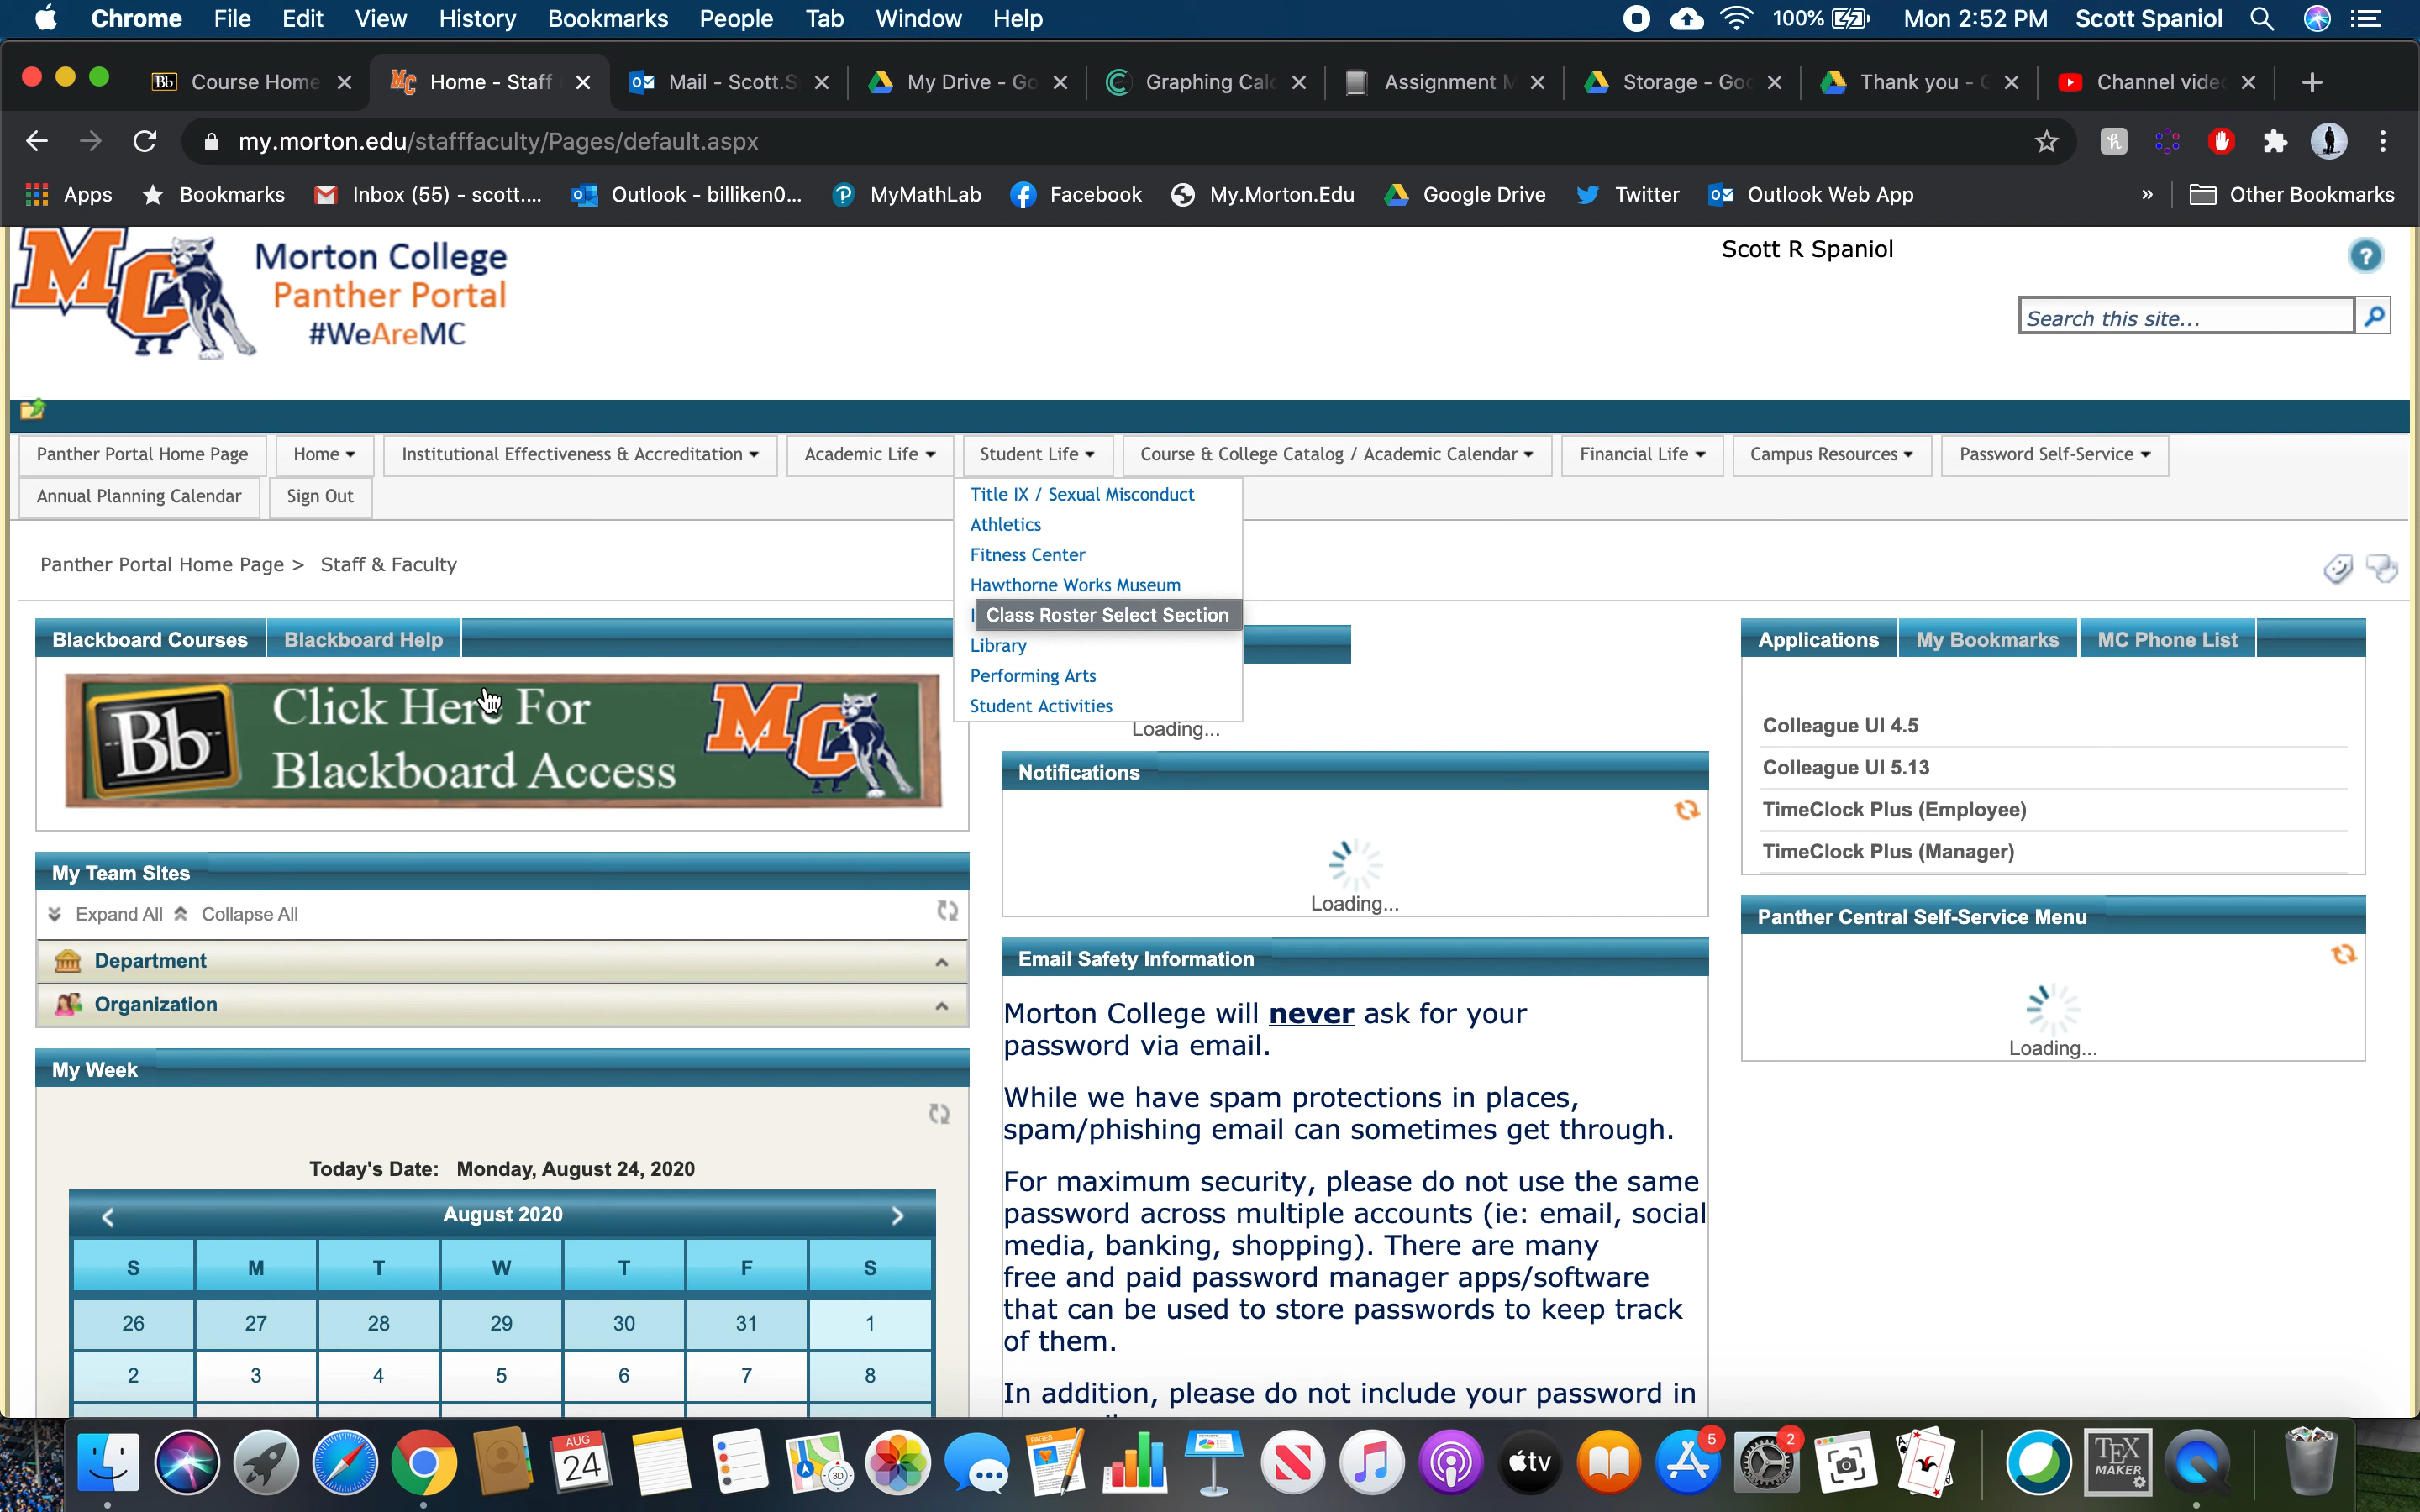 Chrome File Edit View History Bookmarks People Tab Window Help 100% Mon 2:52 PM Scott Spaniol
Course Home Home - Staff Mail - Scott.S My Drive - Go Graphing Calc Assignment M Storage - Goo Thank you - G Channel video
my.morton.edu/stafffaculty/Pages/default.aspx
Apps Bookmarks Inbox (55) - scott.... Outlook - billiken0... MyMathLab Facebook My.Morton.Edu Google Drive Twitter Outlook Web App » Other Bookmarks
MC
Morton College
Panther Portal
#WeAreMC
Scott R Spaniol
Search this site...
Panther Portal Home Page Home Institutional Effectiveness & Accreditation Academic Life Student Life Course & College Catalog / Academic Calendar Financial Life Campus Resources Password Self-Service
Annual Planning Calendar Sign Out
Title IX / Sexual Misconduct
Athletics
Fitness Center
Hawthorne Works Museum
Class Roster Select Section
Library
Performing Arts
Student Activities
Loading...
Panther Portal Home Page > Staff & Faculty
Blackboard Courses Blackboard Help
Bb Click Here For MC
Blackboard Access
My Team Sites
Expand All Collapse All
Department
Organization
My Week
Today's Date: Monday, August 24, 2020
August 2020
S M T W T F S
26 27 28 29 30 31 1
2 3 4 5 6 7 8
Notifications
Loading...
Email Safety Information
Morton College will never ask for your
password via email.
While we have spam protections in places,
spam/phishing email can sometimes get through.
For maximum security, please do not use the same
password across multiple accounts (ie: email, social
media, banking, shopping). There are many
free and paid password manager apps/software
that can be used to store passwords to keep track
of them.
In addition, please do not include your password in
Applications My Bookmarks MC Phone List
Colleague UI 4.5
Colleague UI 5.13
TimeClock Plus (Employee)
TimeClock Plus (Manager)
Panther Central Self-Service Menu
Loading...
AUG
24
PAGES
3D
tv
5
2
TEX
MAKER